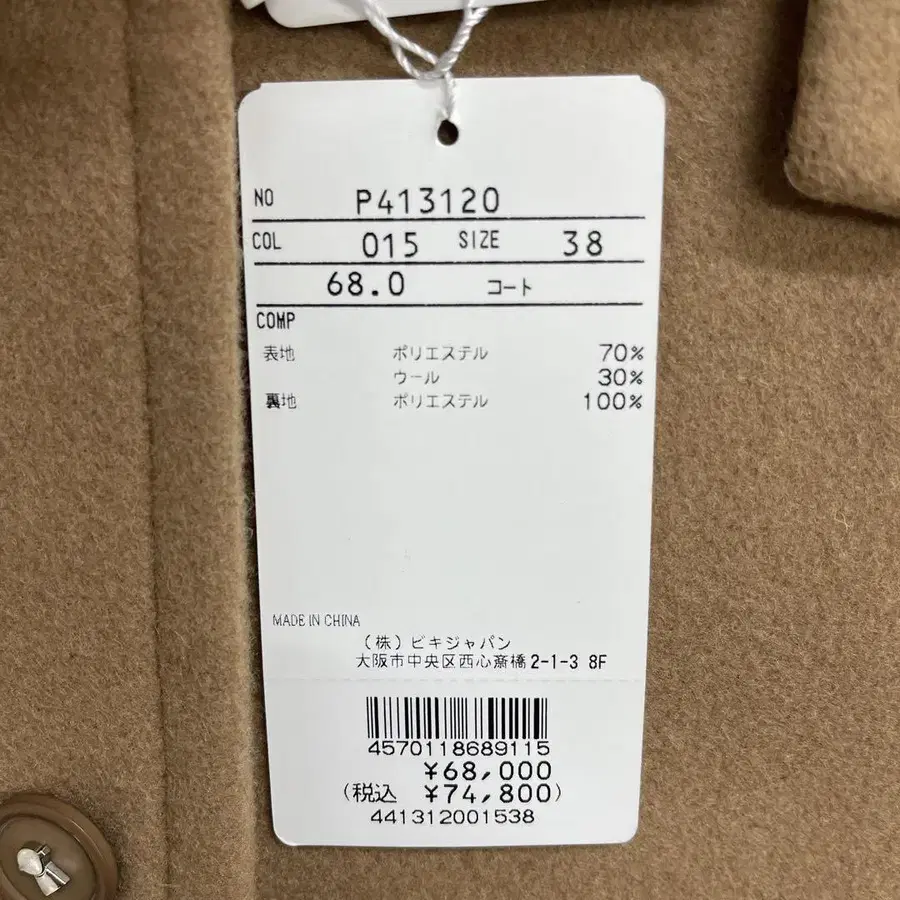 NO P413120
COL 015 SIZE 38
68.0 コート
COMP
表地 ポリエステル 70%
ウール 30%
裏地 ポリエステル 100%
MADE IN CHINA
(株)ビキジャパン
大阪市中央区西心斎橋2-1-3 8F
4570118689115
¥68,000
(税込 ¥74,800)
441312001538